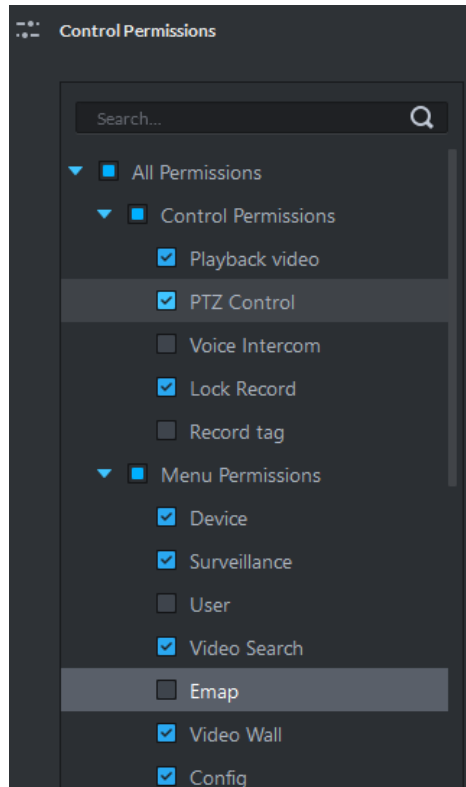 Control Permissions
Search...
All Permissions
Control Permissions
Playback video
PTZ Control
Voice Intercom
Lock Record
Record tag
Menu Permissions
Device
Surveillance
User
Video Search
Emap
Video Wall
Config